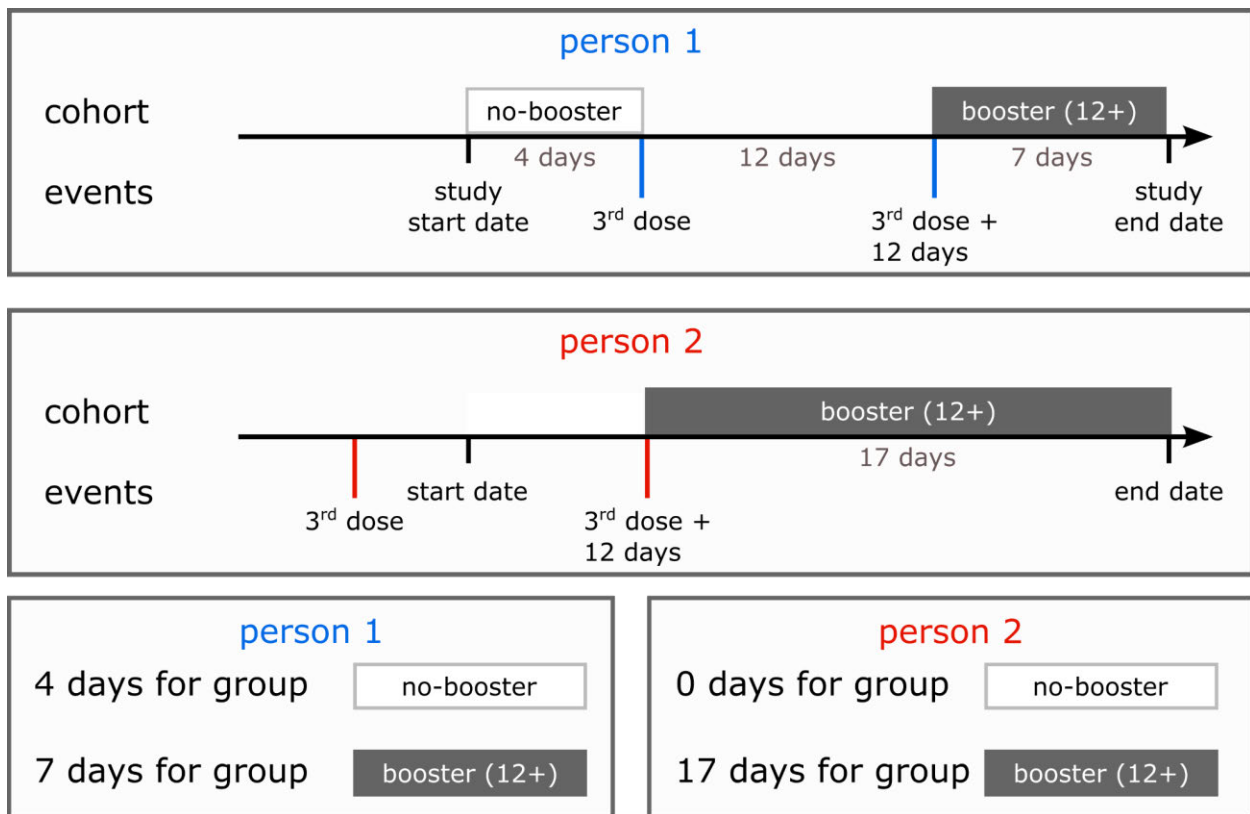 person 1
cohort
no-booster
booster (12+)
4 days
12 days
7 days
events
study
start date
3rd dose
3rd dose +
12 days
study
end date
person 2
cohort
booster (12+)
17 days
events
3rd dose
start date
3rd dose +
12 days
end date
person 1
4 days for group
no-booster
7 days for group
booster (12+)
person 2
0 days for group
no-booster
17 days for group
booster (12+)